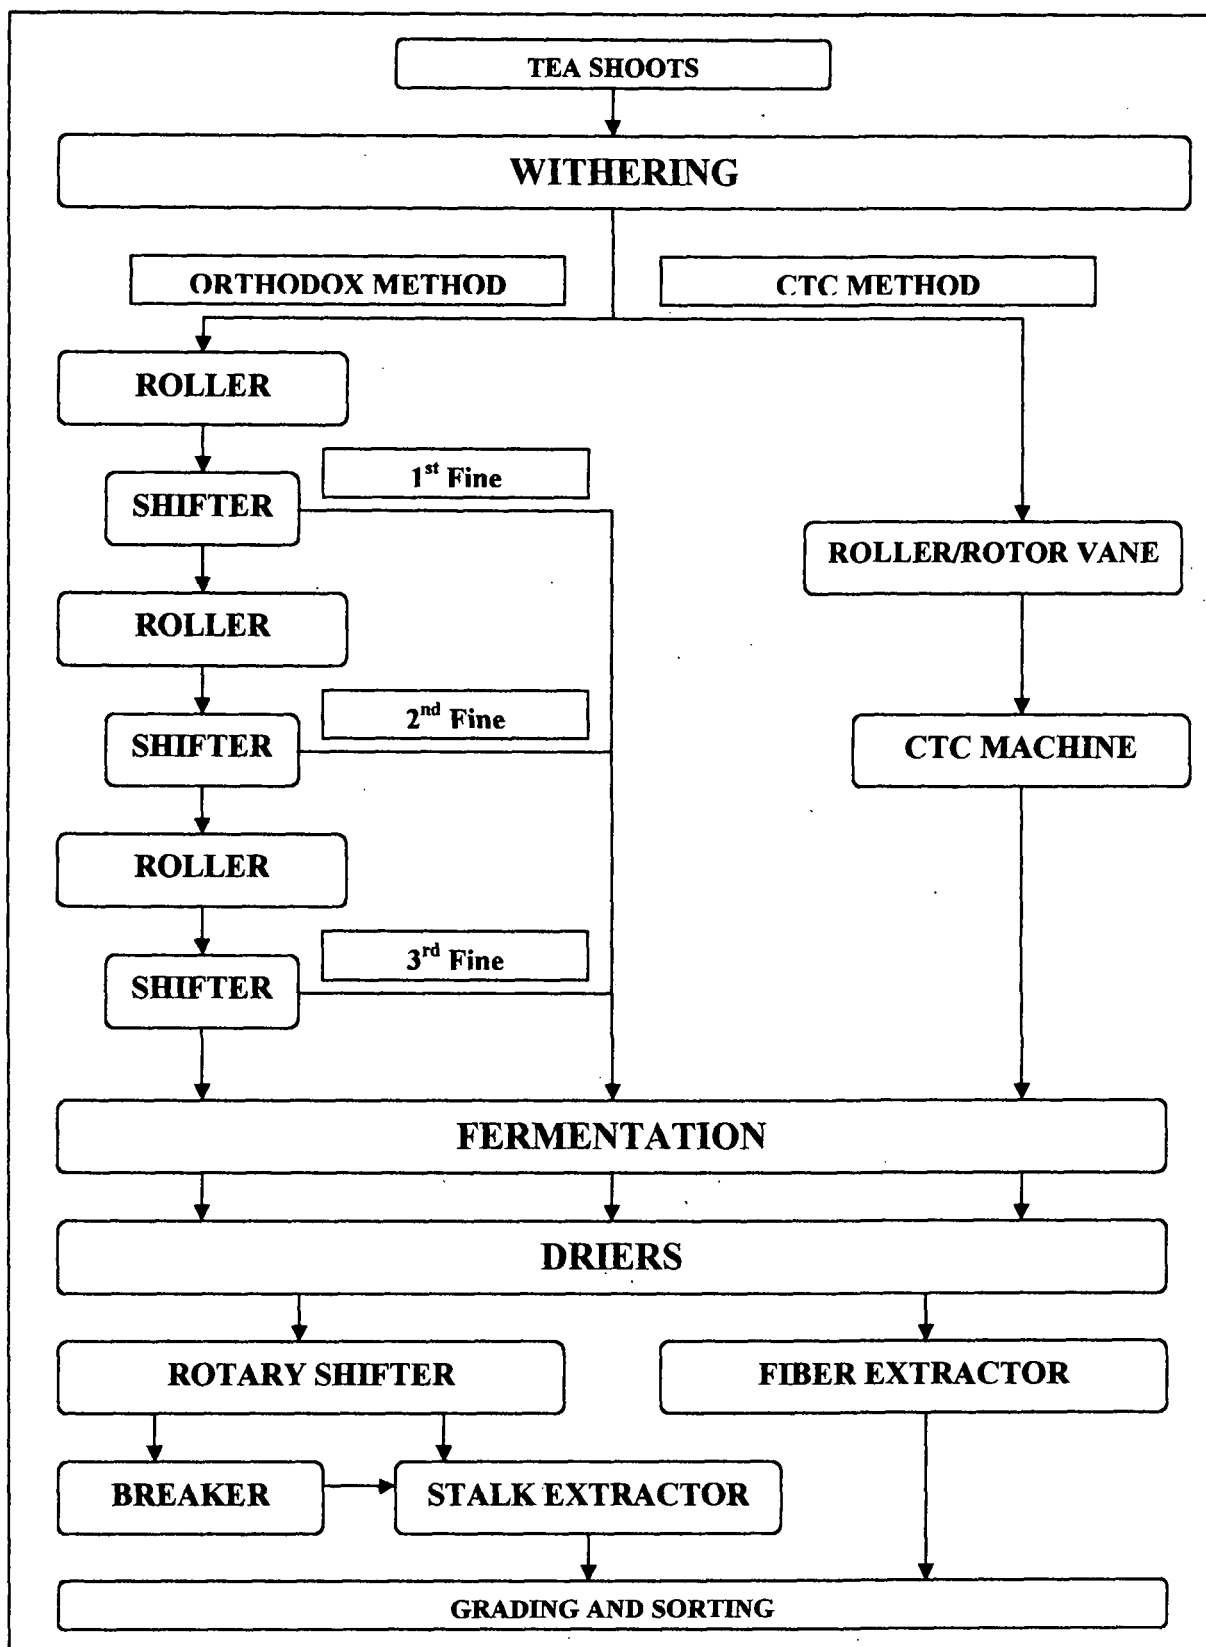 TEA SHOOTS
WITHERING
ORTHODOX METHOD
CTC METHOD
ROLLER
1st Fine
SHIFTER
ROLLER/ROTOR VANE
ROLLER
2nd Fine
SHIFTER
CTC MACHINE
ROLLER
3rd Fine
SHIFTER
FERMENTATION
DRIERS
ROTARY SHIFTER
FIBER EXTRACTOR
BREAKER
STALK EXTRACTOR
GRADING AND SORTING